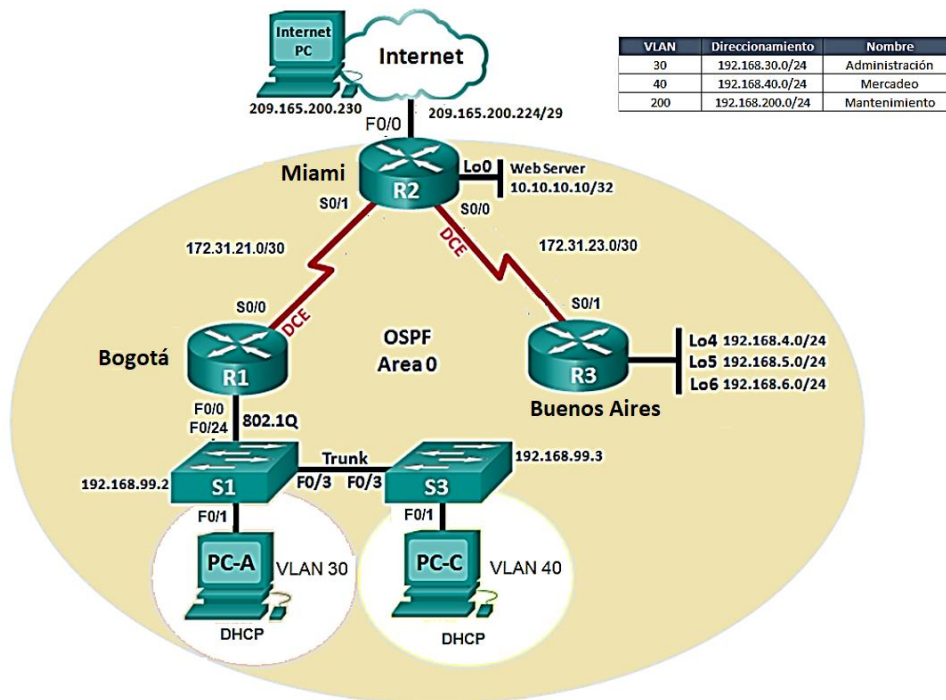 Internet
PC
Internet
209.165.200.230
209.165.200.224/29
F0/0
VLAN Direccionamiento Nombre
30 192.168.30.0/24 Administración
40 192.168.40.0/24 Mercadeo
200 192.168.200.0/24 Mantenimiento
Miami
R2
Lo0
Web Server
10.10.10.10/32
S0/1
S0/0
DCE
172.31.21.0/30
172.31.23.0/30
S0/0
DCE
S0/1
Bogotá
R1
OSPF
Area 0
R3
Buenos Aires
Lo4 192.168.4.0/24
Lo5 192.168.5.0/24
Lo6 192.168.6.0/24
F0/0
F0/24
802.1Q
192.168.99.2
S1
Trunk
F0/3 F0/3
S3
192.168.99.3
F0/1
F0/1
PC-A
VLAN 30
PC-C
VLAN 40
DHCP
DHCP